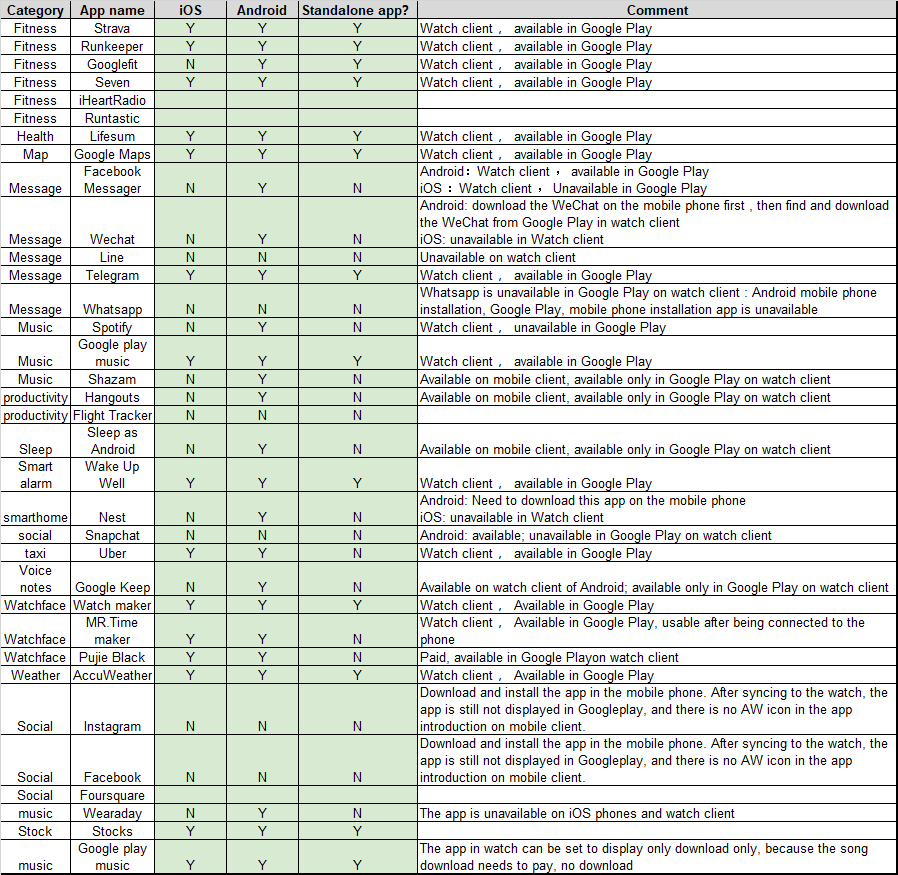 Category App name iOS Android Standalone app? Comment
Fitness Strava Y Y Y Watch client , available in Google Play
Fitness Runkeeper Y Y Y Watch client , available in Google Play
Fitness Googlefit N Y Y Watch client , available in Google Play
Fitness Seven Y Y Y Watch client , available in Google Play
Fitness iHeartRadio
Fitness Runtastic
Health Lifesum Y Y Y Watch client , available in Google Play
Map Google Maps Y Y Y Watch client , available in Google Play
Facebook Android: Watch client , available in Google Play
Message Messager N Y N iOS : Watch client , Unavailable in Google Play
Android: download the WeChat on the mobile phone first , then find and download
the WeChat from Google Play in watch client
Message Wechat N Y N iOS: unavailable in Watch client
Message Line N N N Unavailable on watch client
Message Telegram Y Y Y Watch client , available in Google Play
Whatsapp is unavailable in Google Play on watch client : Android mobile phone
Message Whatsapp N N N installation, Google Play, mobile phone installation app is unavailable
Music Spotify N Y N Watch client , unavailable in Google Play
Google play
Music music Y Y Y Watch client , available in Google Play
Music Shazam N Y N Available on mobile client, available only in Google Play on watch client
productivity Hangouts N Y N Available on mobile client, available only in Google Play on watch client
productivity Flight Tracker N N N
Sleep as
Sleep Android N Y N Available on mobile client, available only in Google Play on watch client
Smart Wake Up
alarm Well Y Y Y Watch client , available in Google Play
Android: Need to download this app on the mobile phone
smarthome Nest N Y N iOS: unavailable in Watch client
social Snapchat N N N Android: available; unavailable in Google Play on watch client
taxi Uber Y Y N Watch client , available in Google Play
Voice
notes Google Keep N Y N Available on watch client of Android; available only in Google Play on watch client
Watchface Watch maker Y Y Y Watch client , Available in Google Play
MR.Time Watch client , Available in Google Play, usable after being connected to the
Watchface maker Y Y N phone
Watchface Pujie Black Y Y N Paid, available in Google Playon watch client
Weather AccuWeather Y Y Y Watch client , Available in Google Play
Download and install the app in the mobile phone. After syncing to the watch, the
app is still not displayed in Googleplay, and there is no AW icon in the app
Social Instagram N N N introduction on mobile client.
Download and install the app in the mobile phone. After syncing to the watch, the
app is still not displayed in Googleplay, and there is no AW icon in the app
Social Facebook N N N introduction on mobile client.
Social Foursquare
music Wearaday N Y N The app is unavailable on iOS phones and watch client
Stock Stocks Y Y Y
Google play The app in watch can be set to display only download only, because the song
music music Y Y Y download needs to pay, no download